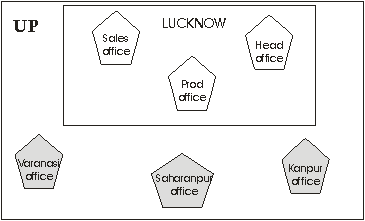 UP
LUCKNOW
Sales
office
Head
office
Prod
office
Varanasi
office
Saharanpur
office
Kanpur
office